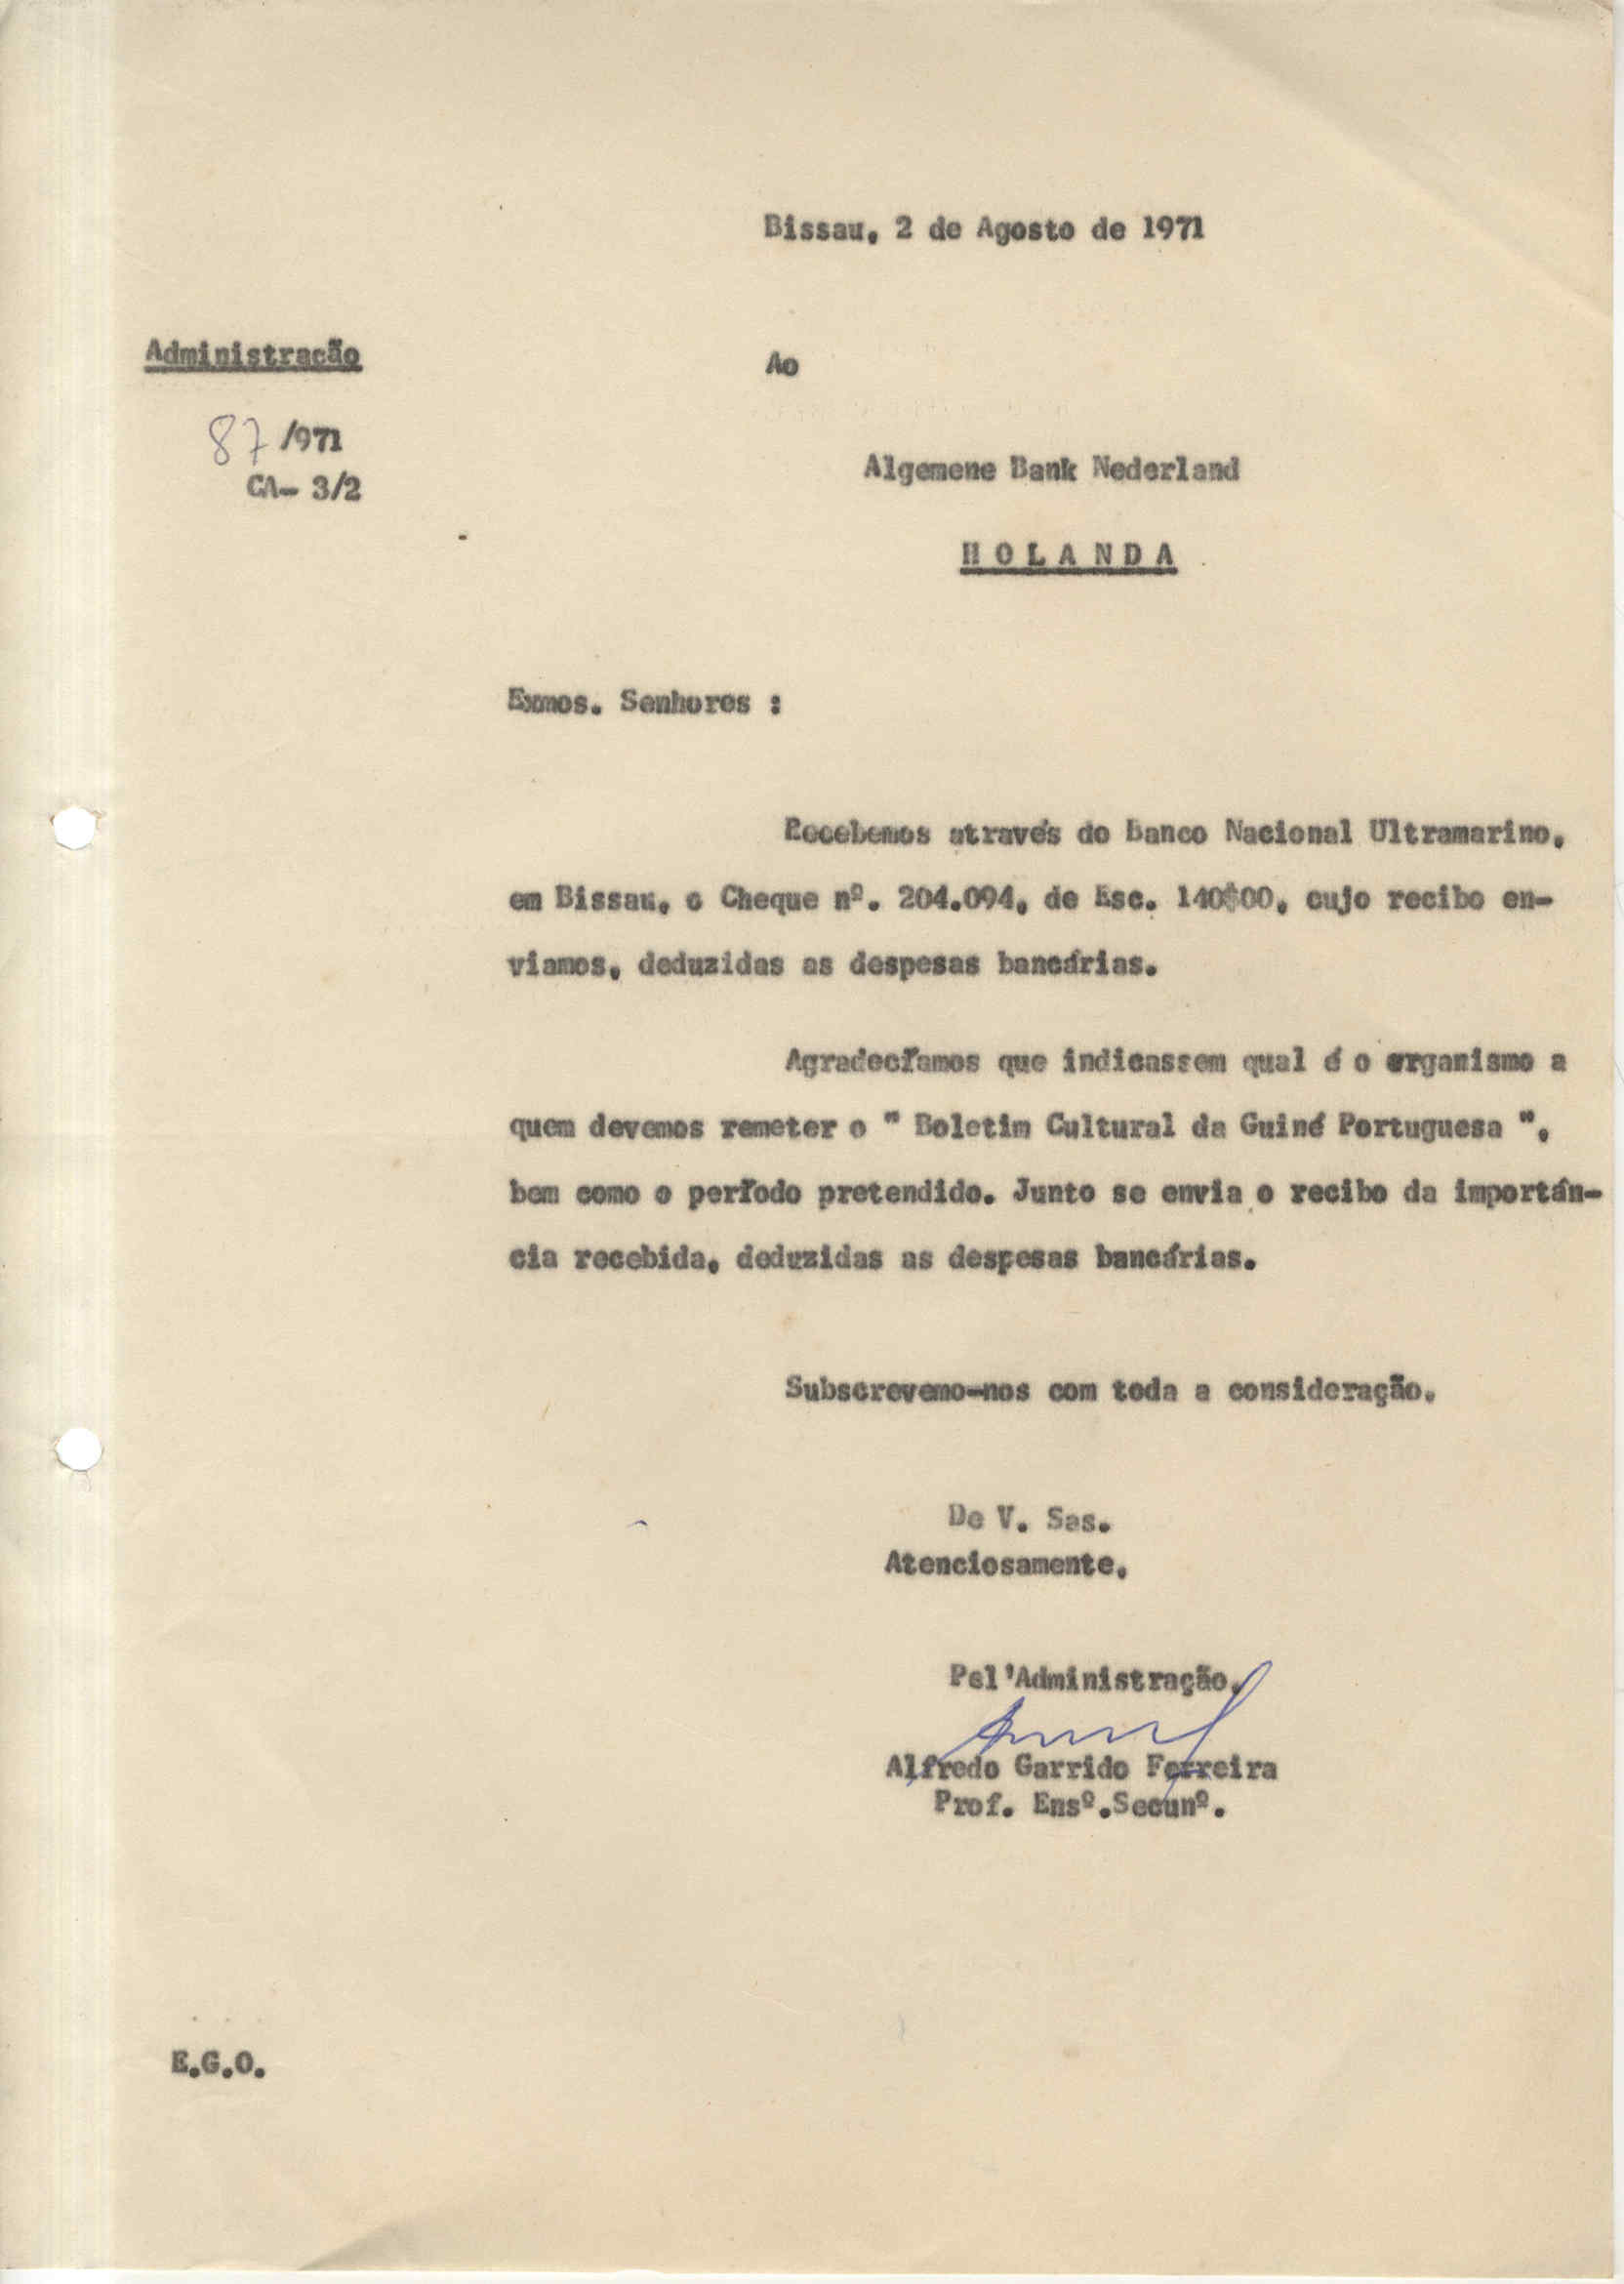 Bissau, 2 de Agosto de 1971
Administração
Ao
87/971
CA- 3/2
Algemene Bank Nederland
HOLANDA
Exmos. Senhores :
Recebemos através do Banco Nacional Ultramarino,
em Bissau, o Cheque nº. 204.094, de Esc. 140$00, cujo recibo en-
viamos, deduzidas as despesas bancárias.
Agradecíamos que indicassem qual é o organismo a
quem devemos remeter o " Boletim Cultural da Guiné Portuguesa ",
bem como o período pretendido. Junto se envia o recibo da importán-
cia recebida, deduzidas as despesas bancárias.
Subscrevemo-nos com toda a consideração.
De V. Sas.
Atenciosamente,
Pel'Administração,
Alfredo Garrido Ferreira
Prof. Ensº.Secunº.
E.G.O.